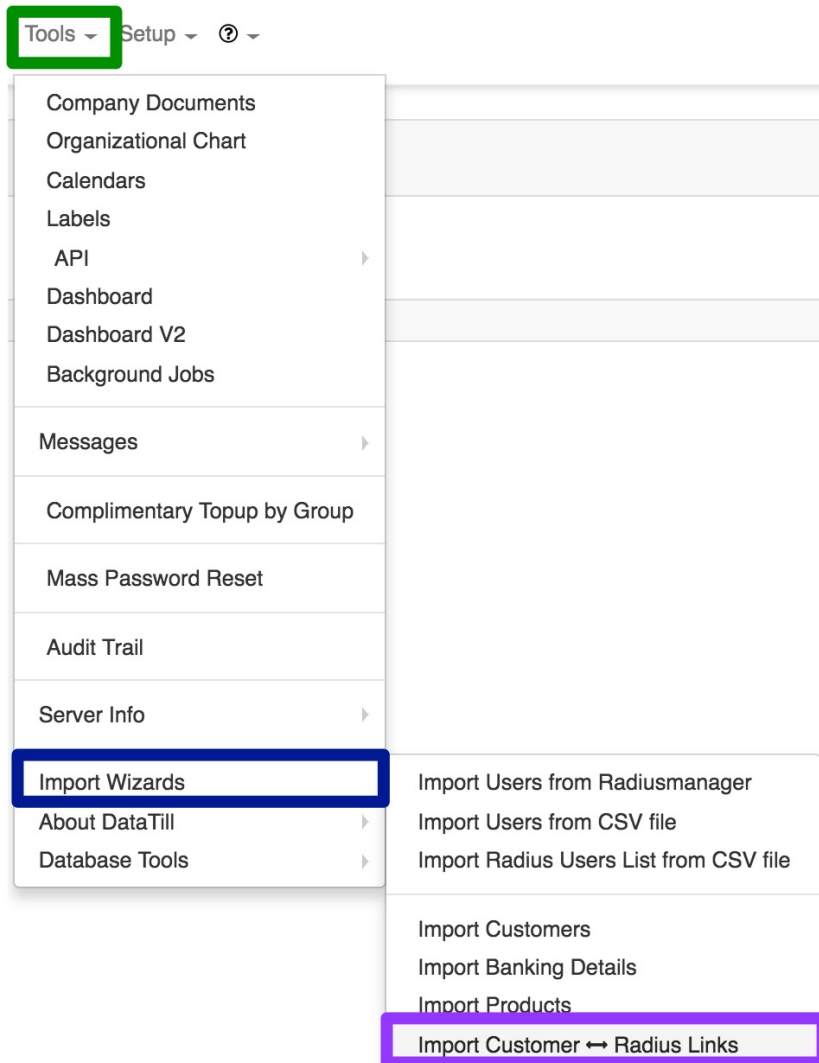 Tools Setup ?
Company Documents
Organizational Chart
Calendars
Labels
API
Dashboard
Dashboard V2
Background Jobs
Messages
Complimentary Topup by Group
Mass Password Reset
Audit Trail
Server Info
Import Wizards
About DataTill
Database Tools
Import Users from Radiusmanager
Import Users from CSV file
Import Radius Users List from CSV file
Import Customers
Import Banking Details
Import Products
Import Customer ↔ Radius Links